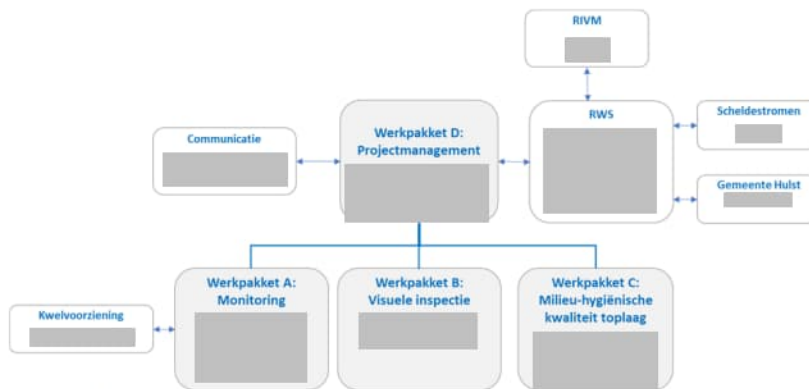 RIVM
RWS
Scheldestromen
Communicatie
Werkpakket D:
Projectmanagement
Gemeente Hulst
Werkpakket A:
Monitoring
Werkpakket B:
Visuele inspectie
Werkpakket C:
Milieu-hygiënische
kwaliteit toplaag
Kwelvoorziening